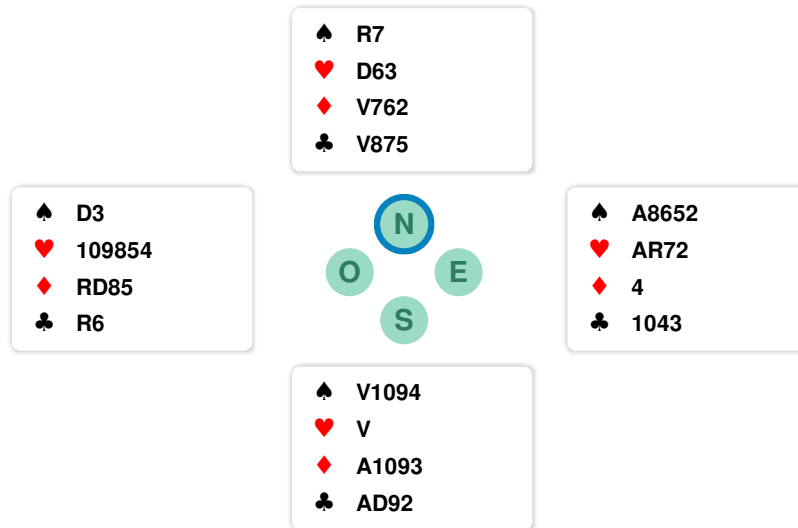 ♠ R7
♥ D63
♦ V762
♣ V875
♠ D3
♥ 109854
♦ RD85
♣ R6
N
O E
S
♠ A8652
♥ AR72
♦ 4
♣ 1043
♠ V1094
♥ V
♦ A1093
♣ AD92